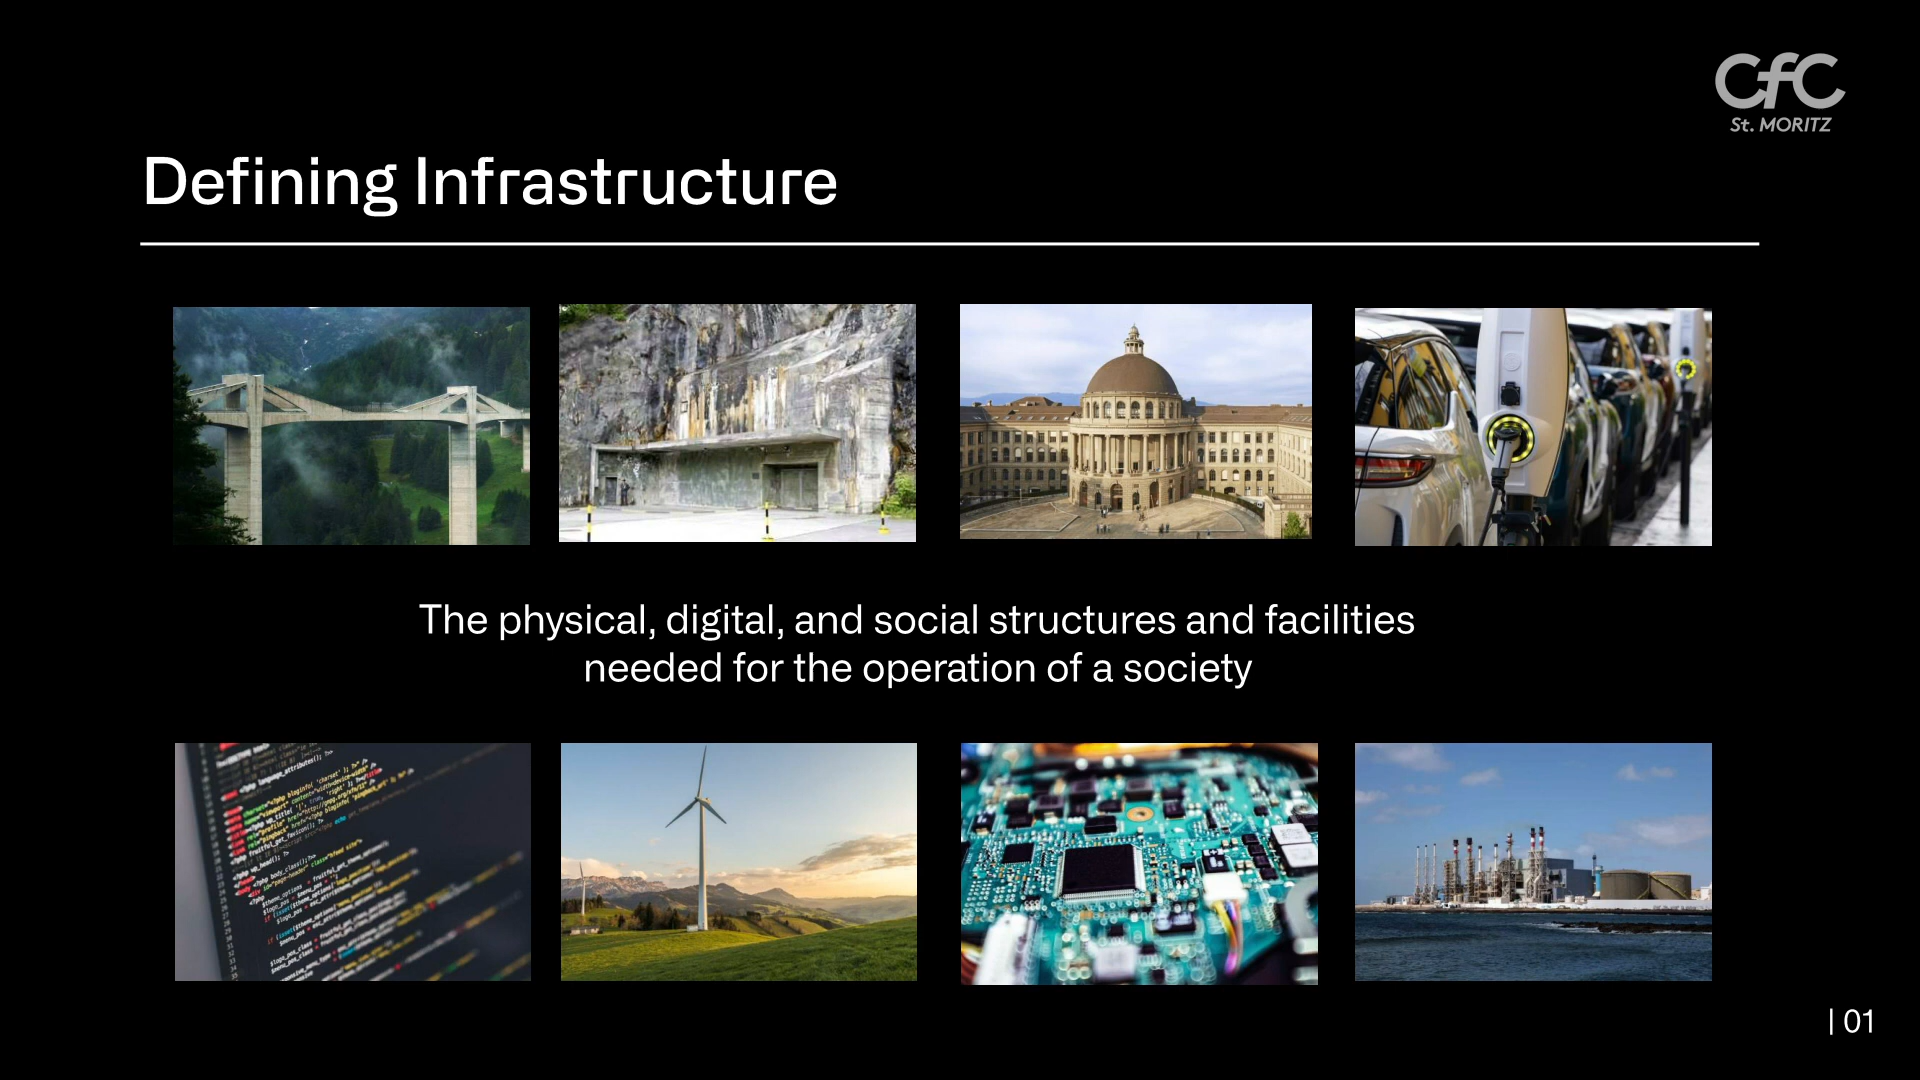 CfC
St. MORITZ
Defining Infrastructure
The physical, digital, and social structures and facilities
needed for the operation of a society
| 01